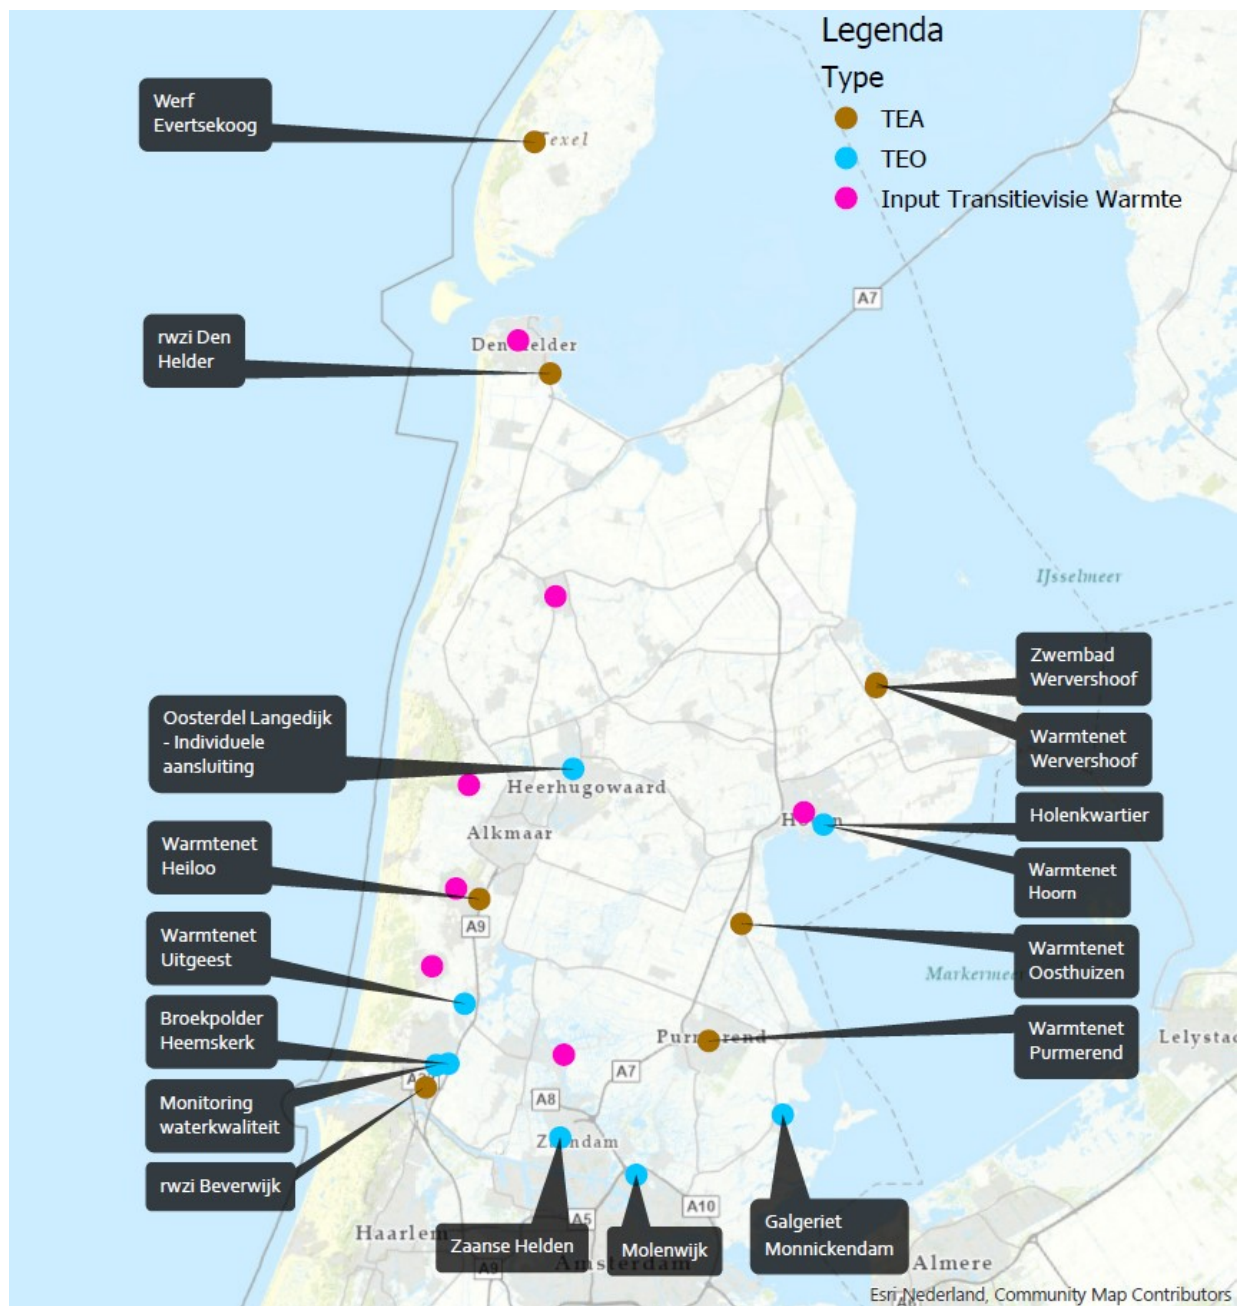 Legenda
Type
TEA
TEO
Input Transitievisie Warmte
Werf
Evertsekoog
Texel
A7
rwzi Den
Helder
Den Helder
IJsselmeer
Zwembad
Wervershoof
Warmtenet
Wervershoof
Oosterdel Langedijk
- Individuele
aansluiting
Heerhugowaard
Holenkwartier
Hoorn
Alkmaar
Warmtenet
Heiloo
Warmtenet
Hoorn
A9
Warmtenet
Uitgeest
Warmtenet
Oosthuizen
Markermeer
Broekpolder
Heemskerk
Purmerend
Warmtenet
Purmerend
Lelystad
A7
A8
Monitoring
waterkwaliteit
Zaandam
rwzi Beverwijk
A10
A5
Haarlem
Zaanse Helden
Molenwijk
Galgeriet
Monnickendam
Amsterdam
Almere
A9
A6
Esri Nederland, Community Map Contributors